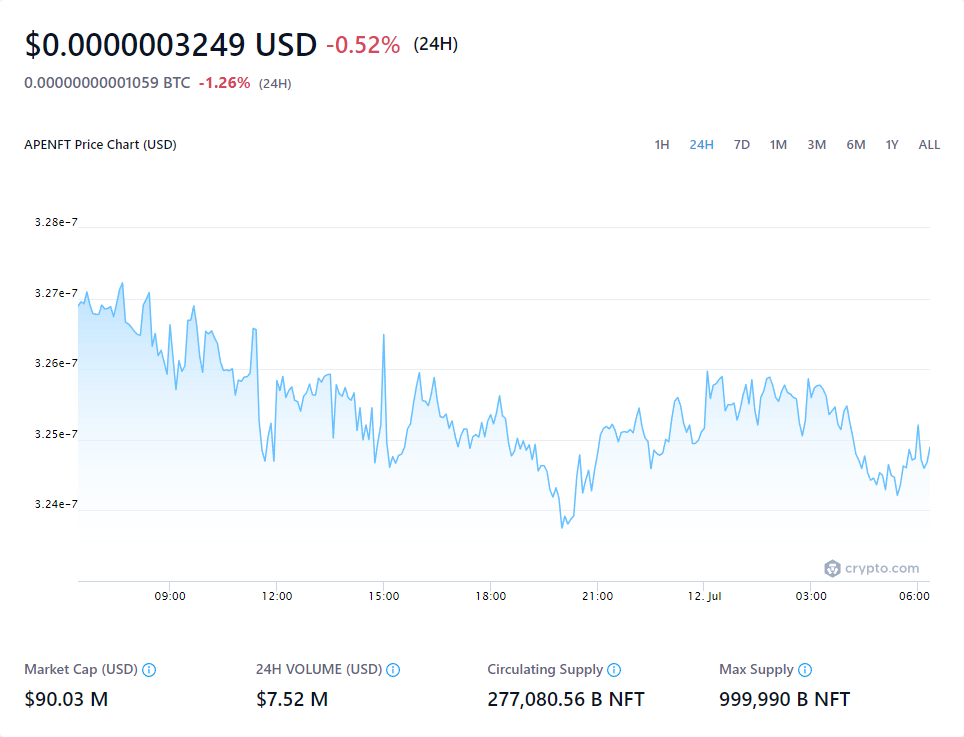 $0.0000003249 USD -0.52% (24H)
0.00000000001059 BTC -1.26% (24H)
APENFT Price Chart (USD) 1H 24H 7D 1M 3M 6M 1Y ALL
3.28e-7
3.27e-7
3.26e-7
3.25e-7
3.24e-7
crypto.com
09:00 12:00 15:00 18:00 21:00 12. Jul 03:00 06:00
Market Cap (USD) 24H VOLUME (USD) Circulating Supply Max Supply
$90.03 M $7.52 M 277,080.56 B NFT 999,990 B NFT